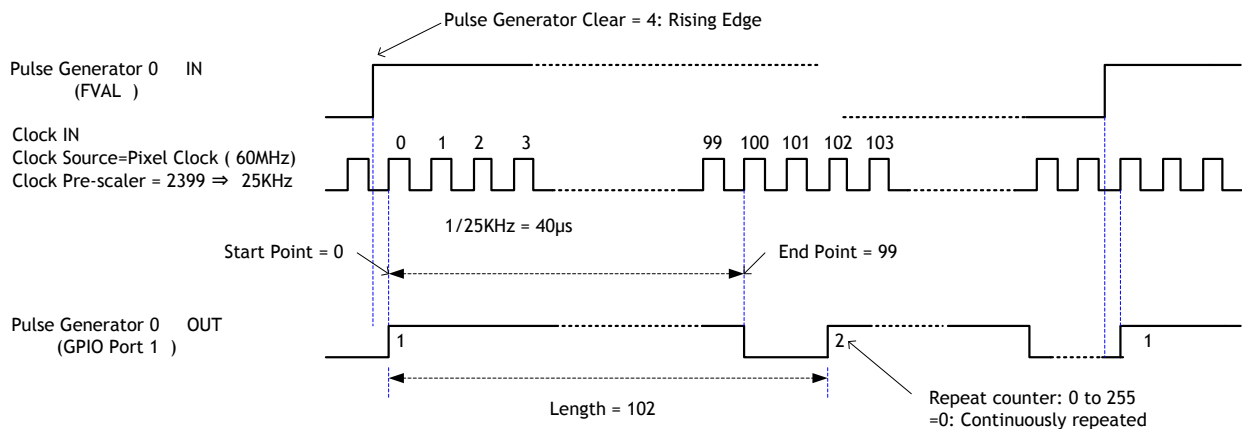 Pulse Generator Clear = 4: Rising Edge
Pulse Generator 0 IN
(FVAL )
Clock IN
Clock Source=Pixel Clock ( 60MHz)
Clock Pre-scaler = 2399 ⇒ 25KHz
0 1 2 3 99 100 101 102 103
1/25KHz = 40µs
Start Point = 0
End Point = 99
Pulse Generator 0 OUT
(GPIO Port 1 )
1 2 1
Length = 102
Repeat counter: 0 to 255
=0: Continuously repeated